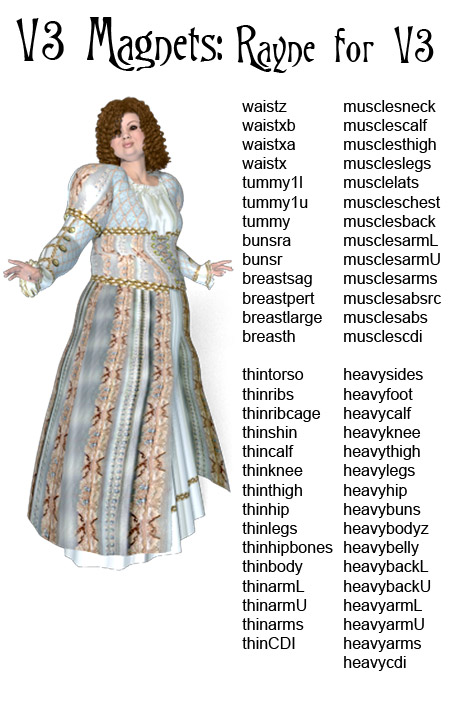 V3 Magnets: Rayne for V3
waistz
waistxb
waistxa
waistx
tummy1l
tummy1u
tummy
bunsra
bunsr
breastsag
breastpert
breastlarge
breasth
thintorso
thinribs
thinribcage
thinshin
thincalf
thinknee
thinthigh
thinhip
thinlegs
thinhipbones
thinbody
thinarmL
thinarmU
thinarms
thinCDI
musclesneck
musclescalf
musclesthigh
muscleslegs
musclelats
muscleschest
musclesback
musclesarmL
musclesarmU
musclesarms
musclesabsrc
musclesabs
musclescdi
heavysides
heavyfoot
heavycalf
heavyknee
heavythigh
heavylegs
heavyhip
heavybuns
heavybodyz
heavybelly
heavybackL
heavybackU
heavyarmL
heavyarmU
heavyarms
heavycdi